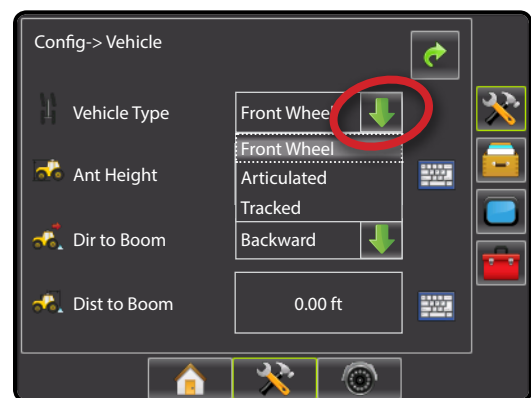 Config-> Vehicle
Vehicle Type
Front Wheel
Front Wheel
Articulated
Tracked
Ant Height
Dir to Boom
Backward
Dist to Boom
0.00 ft